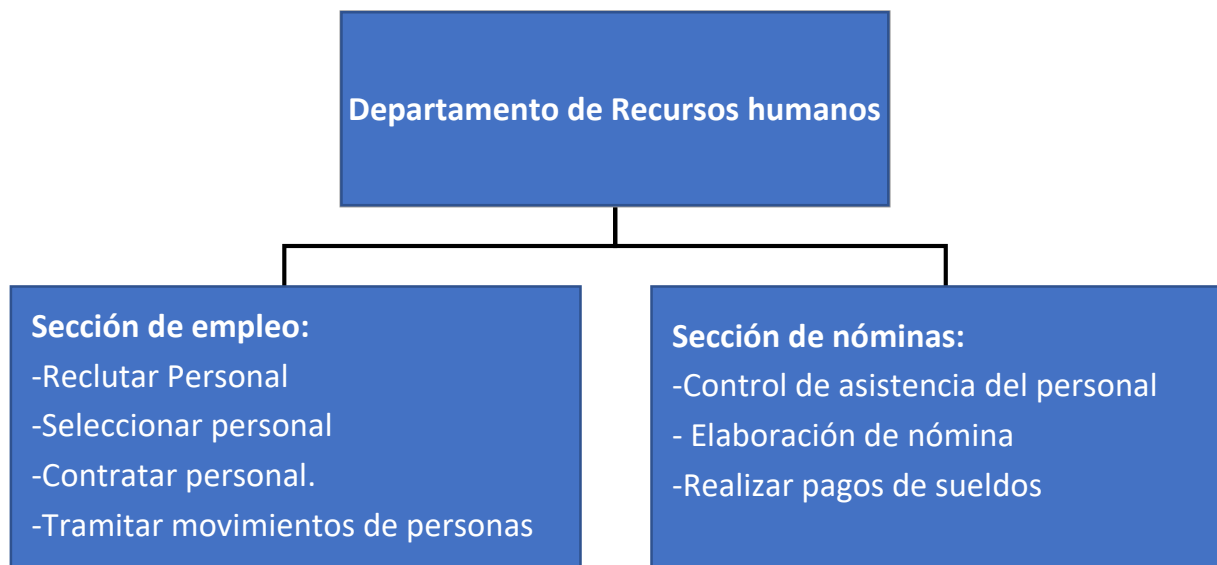 Departamento de Recursos humanos
Sección de empleo:
-Reclutar Personal
-Seleccionar personal
-Contratar personal.
-Tramitar movimientos de personas
Sección de nóminas:
-Control de asistencia del personal
- Elaboración de nómina
-Realizar pagos de sueldos